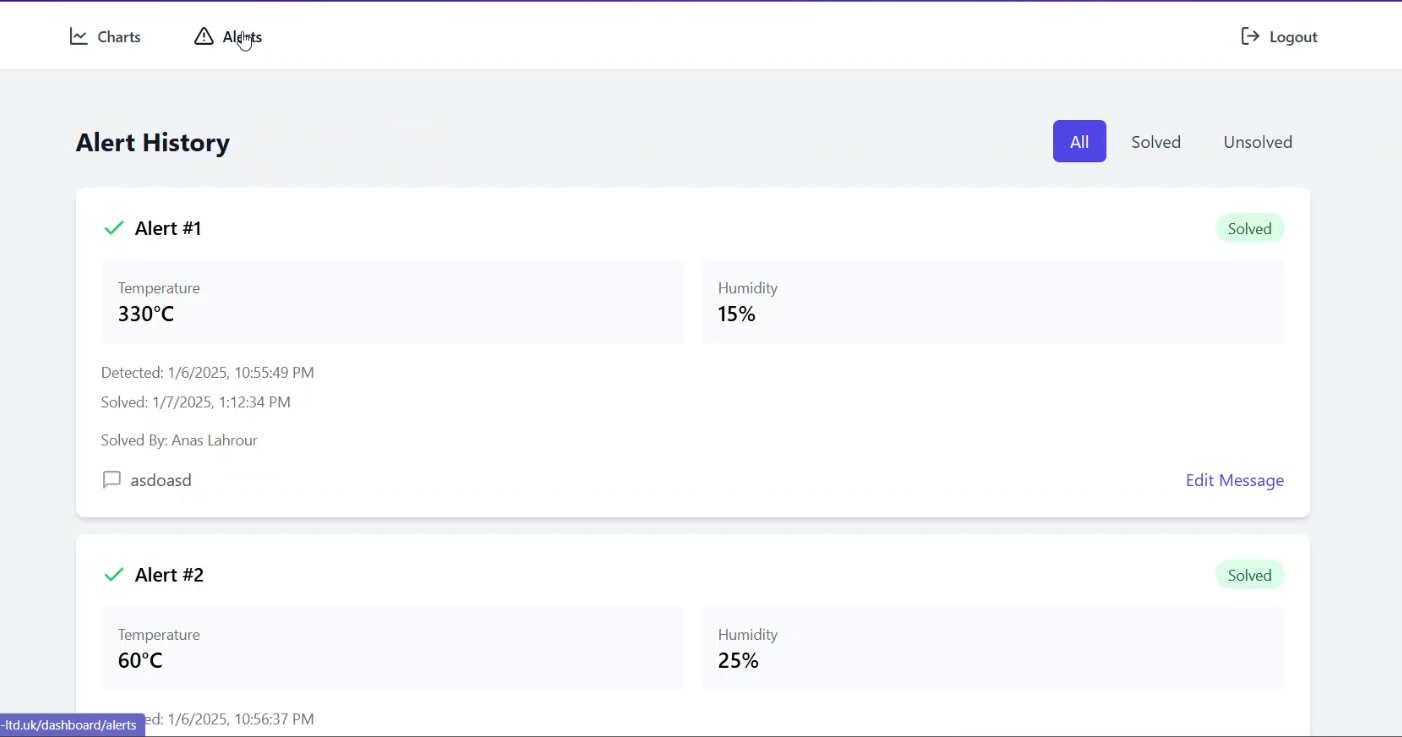 Charts
Alerts
Logout
Alert History
All
Solved
Unsolved
Alert #1
Solved
Temperature
330°C
Humidity
15%
Detected: 1/6/2025, 10:55:49 PM
Solved: 1/7/2025, 1:12:34 PM
Solved By: Anas Lahrour
asdoasd
Edit Message
Alert #2
Solved
Temperature
60°C
Humidity
25%
ed: 1/6/2025, 10:56:37 PM
-ltd.uk/dashboard/alerts